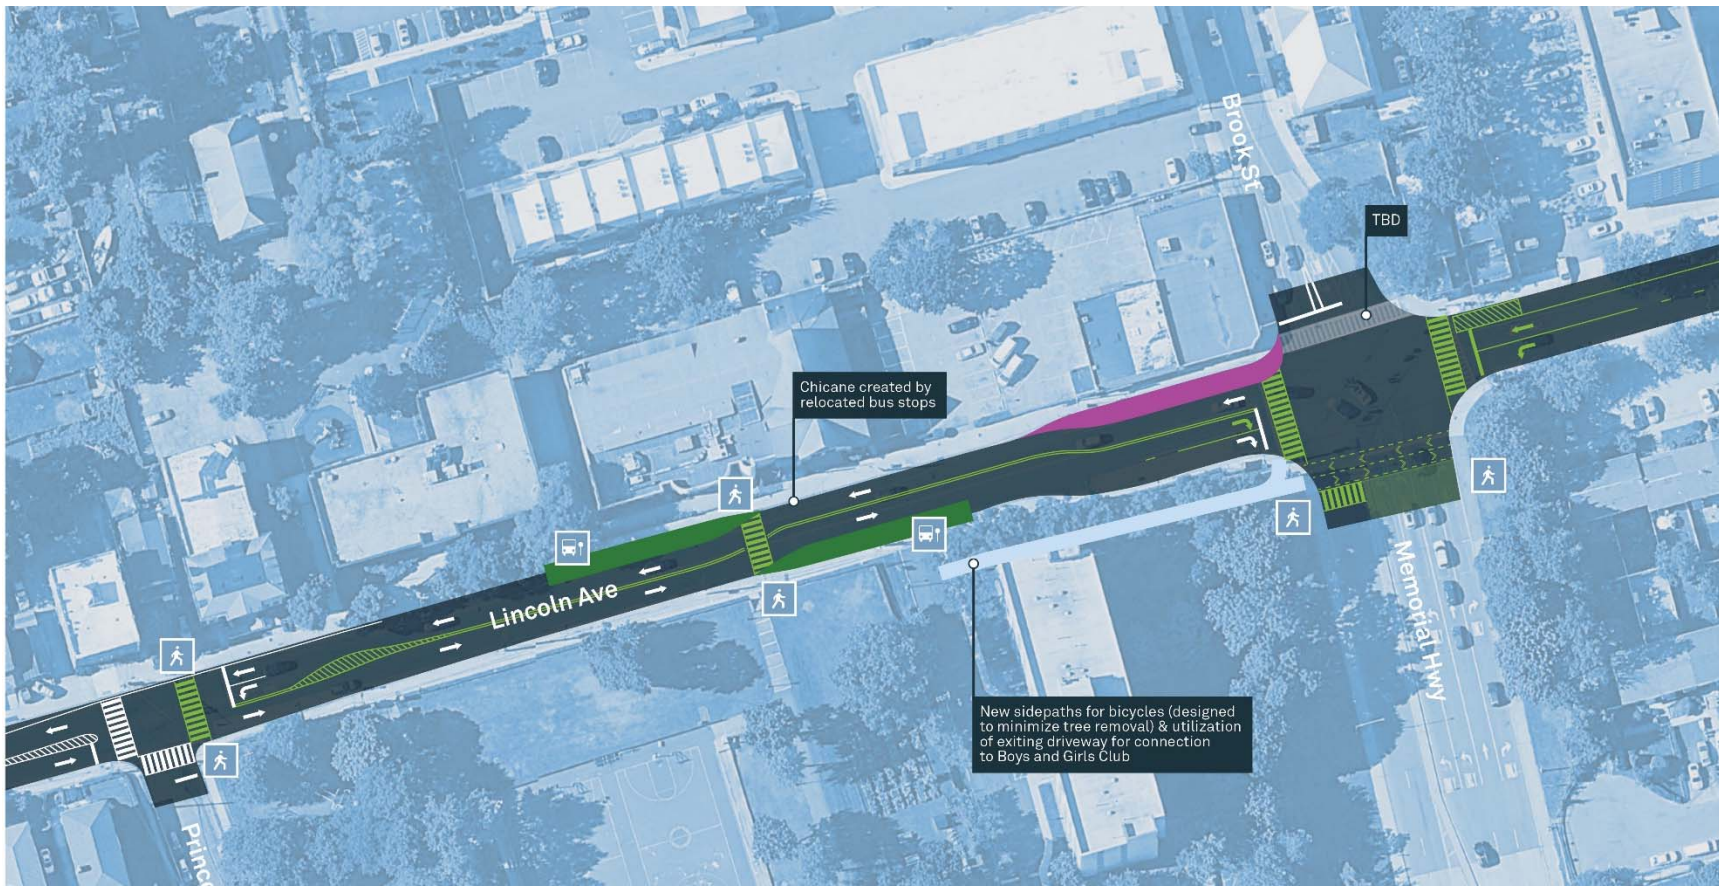 Brook St
TBD
Chicane created by
relocated bus stops
Lincoln Ave
Memorial Hwy
New sidepaths for bicycles (designed
to minimize tree removal) & utilization
of exiting driveway for connection
to Boys and Girls Club
Princ